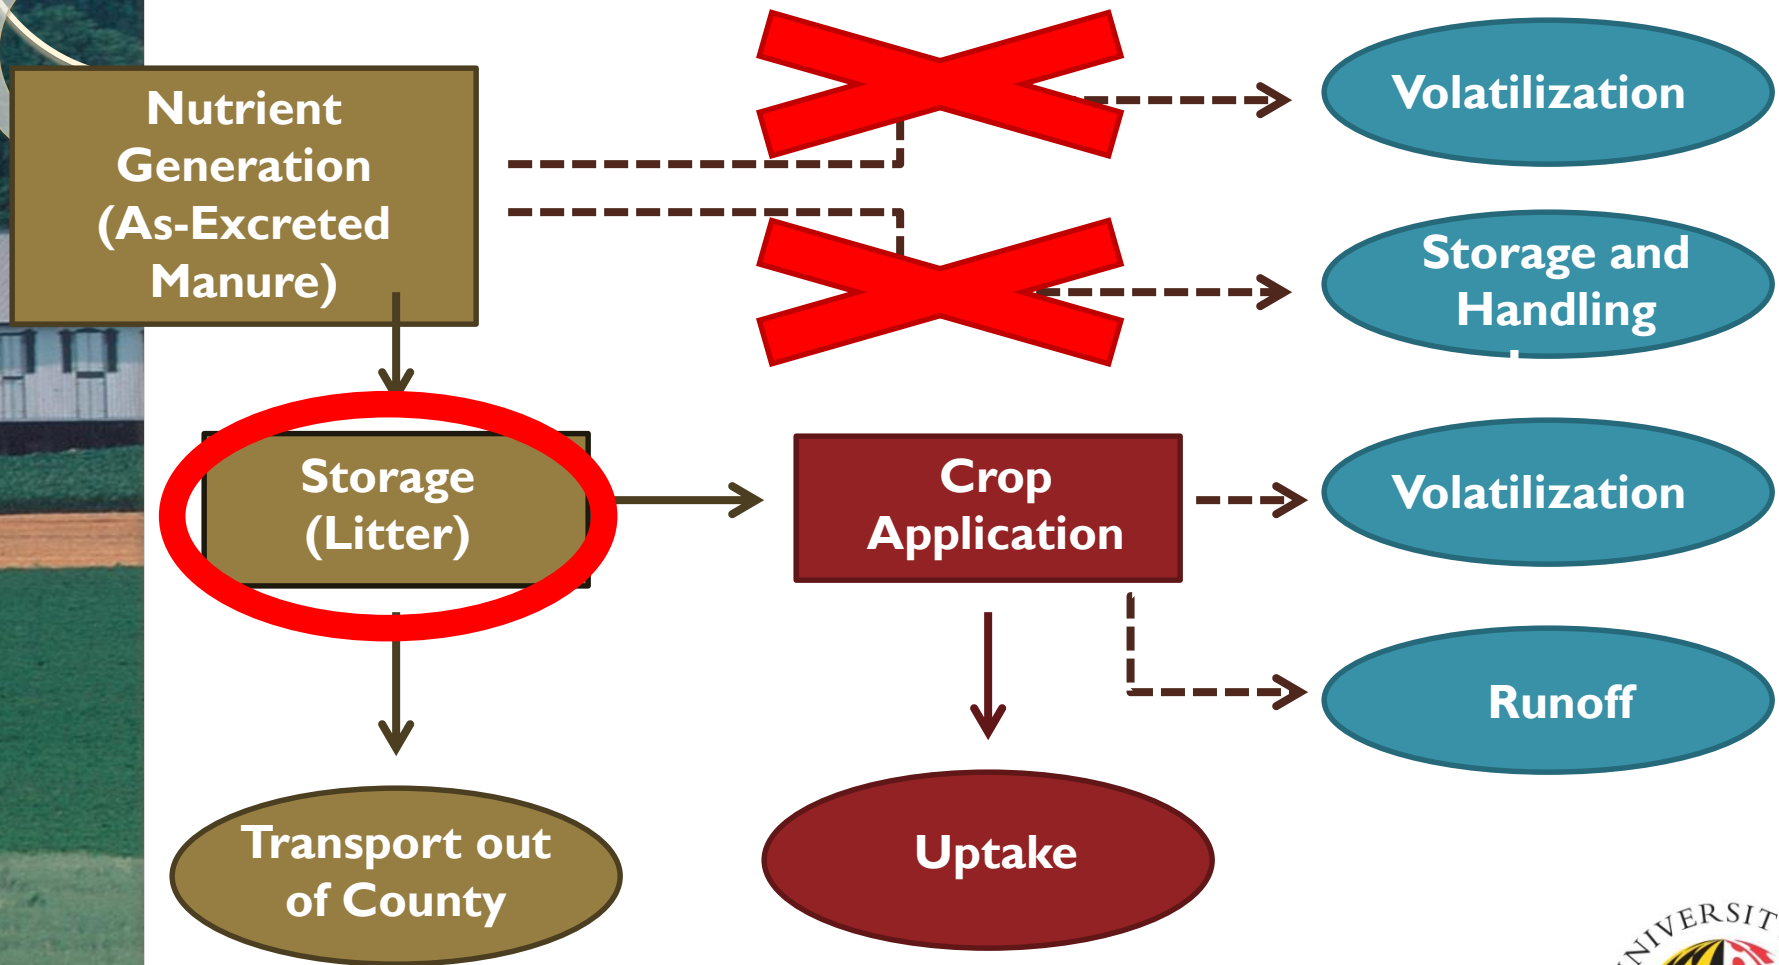 Nutrient
Generation
(As-Excreted
Manure)
Volatilization
Storage and
Handling
Storage
(Litter)
Crop
Application
Volatilization
Runoff
Transport out
of County
Uptake